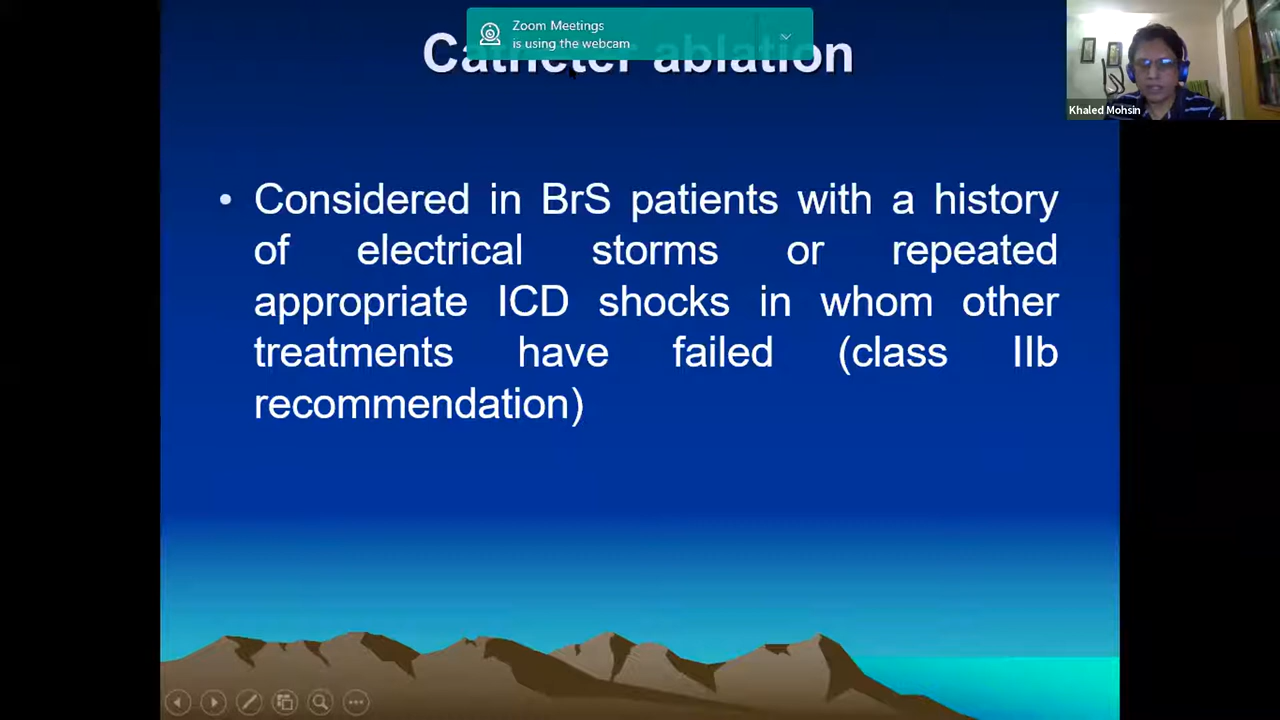 Zoom Meetings
is using the webcam
Catheter ablation
Khaled Mohsin
• Considered in BrS patients with a history
of electrical storms or repeated
appropriate ICD shocks in whom other
treatments have failed (class IIb
recommendation)